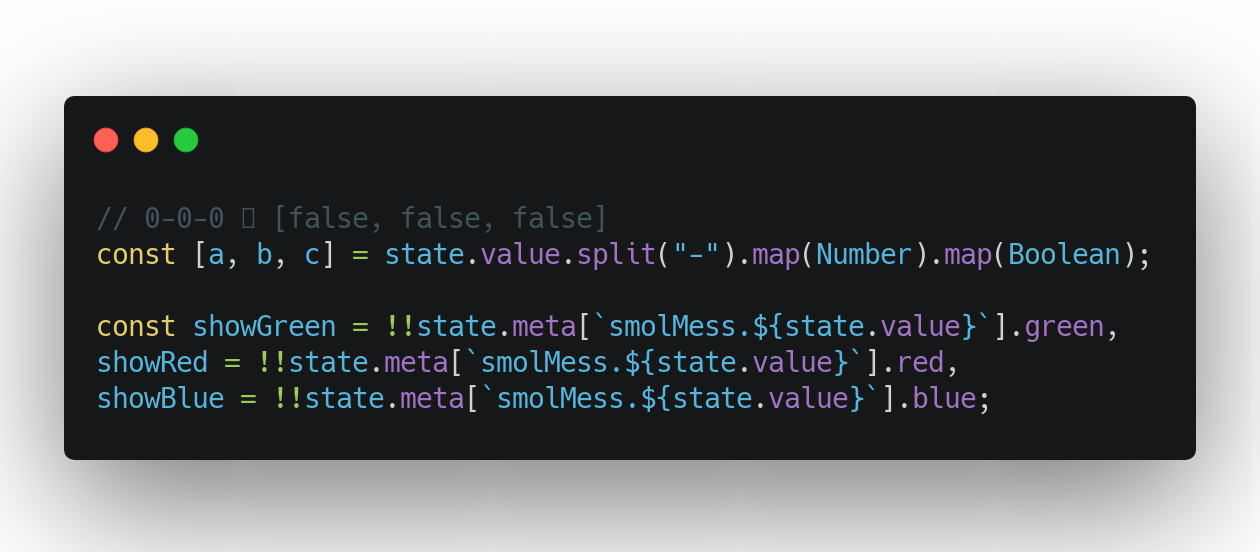 // 0-0-0 [false, false, false]
const [a, b, c] = state.value.split("-").map(Number).map(Boolean);
const showGreen = !!state.meta[`smolMess.${state.value}`].green,
showRed = !!state.meta[`smolMess.${state.value}`].red,
showBlue = !!state.meta[`smolMess.${state.value}`].blue;